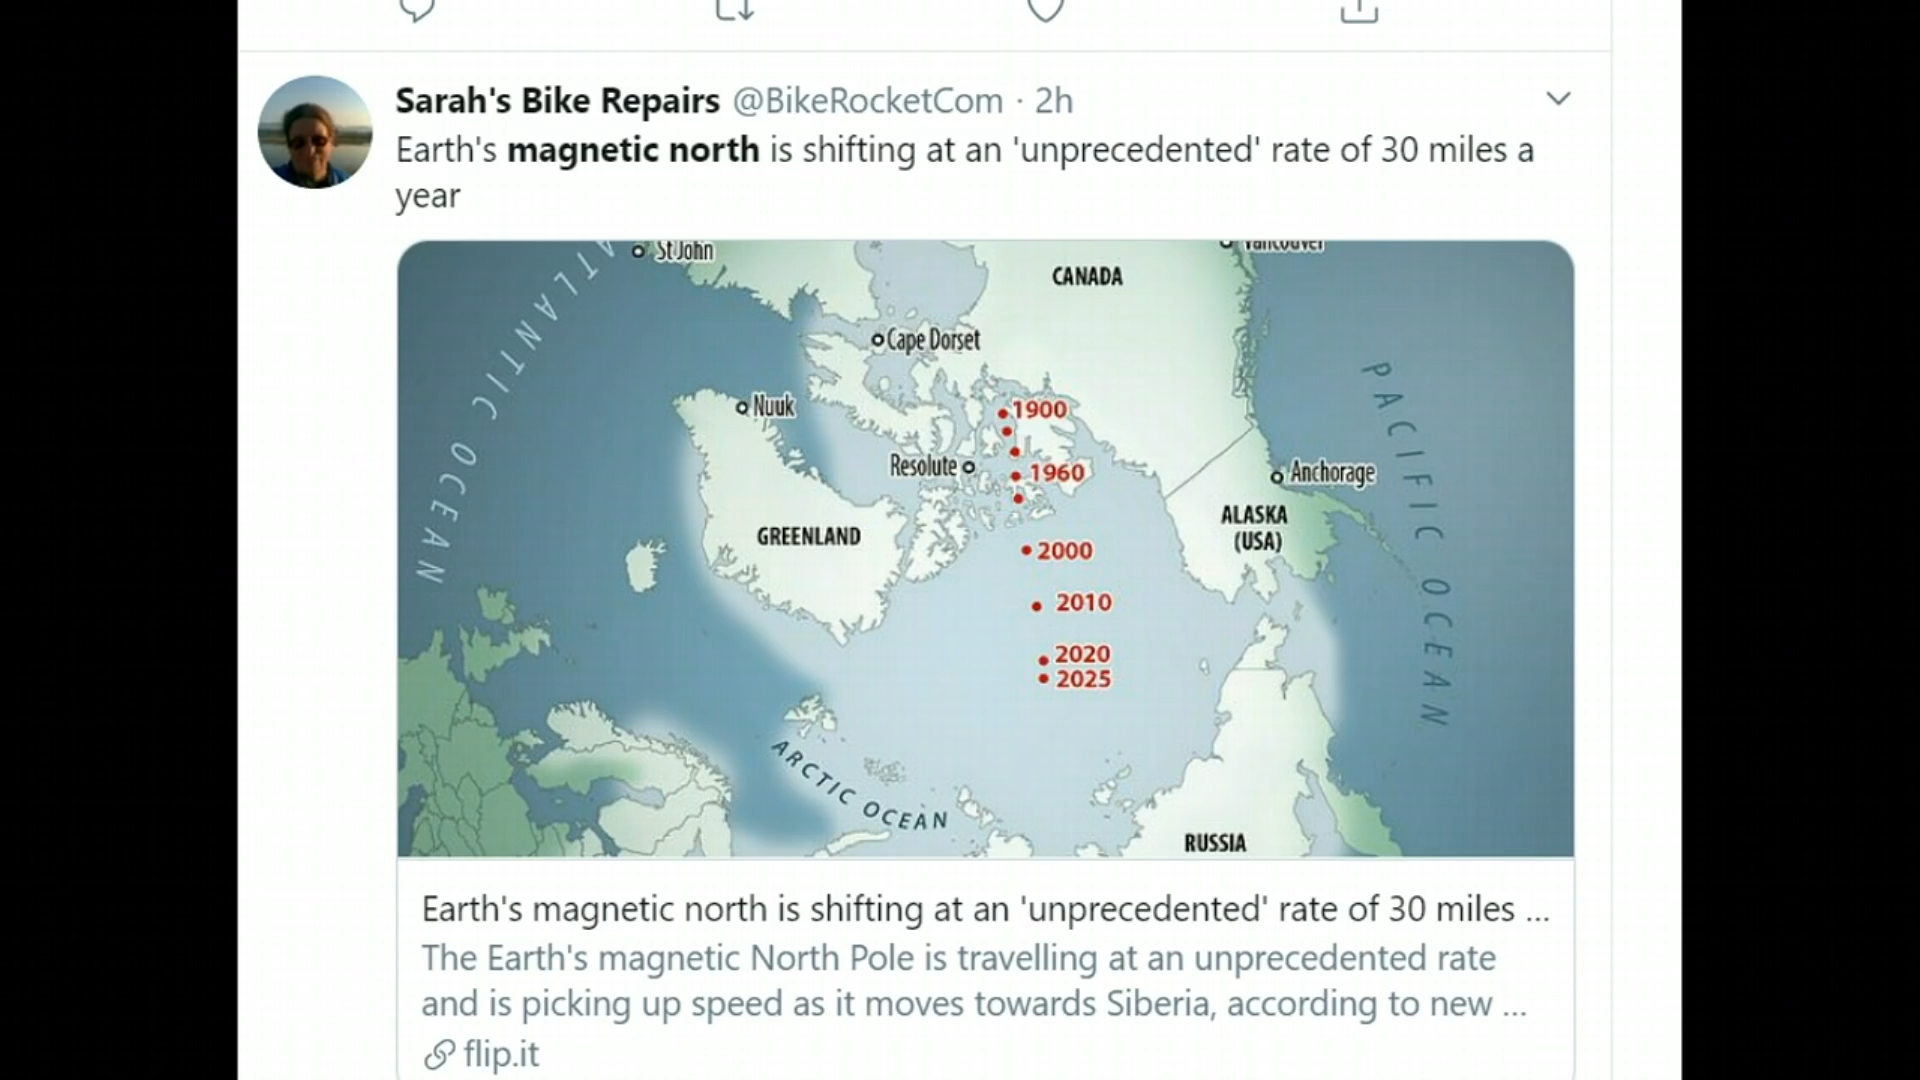 Sarah's Bike Repairs @BikeRocketCom · 2h
Earth's magnetic north is shifting at an 'unprecedented' rate of 30 miles a
year
ATLANTIC OCEAN
St John
Vancouver
CANADA
Cape Dorset
PACIFIC OCEAN
Nuuk
1900
Resolute
1960
Anchorage
GREENLAND
ALASKA
(USA)
2000
2010
2020
2025
ARCTIC OCEAN
RUSSIA
Earth's magnetic north is shifting at an 'unprecedented' rate of 30 miles ...
The Earth's magnetic North Pole is travelling at an unprecedented rate
and is picking up speed as it moves towards Siberia, according to new ...
flip.it